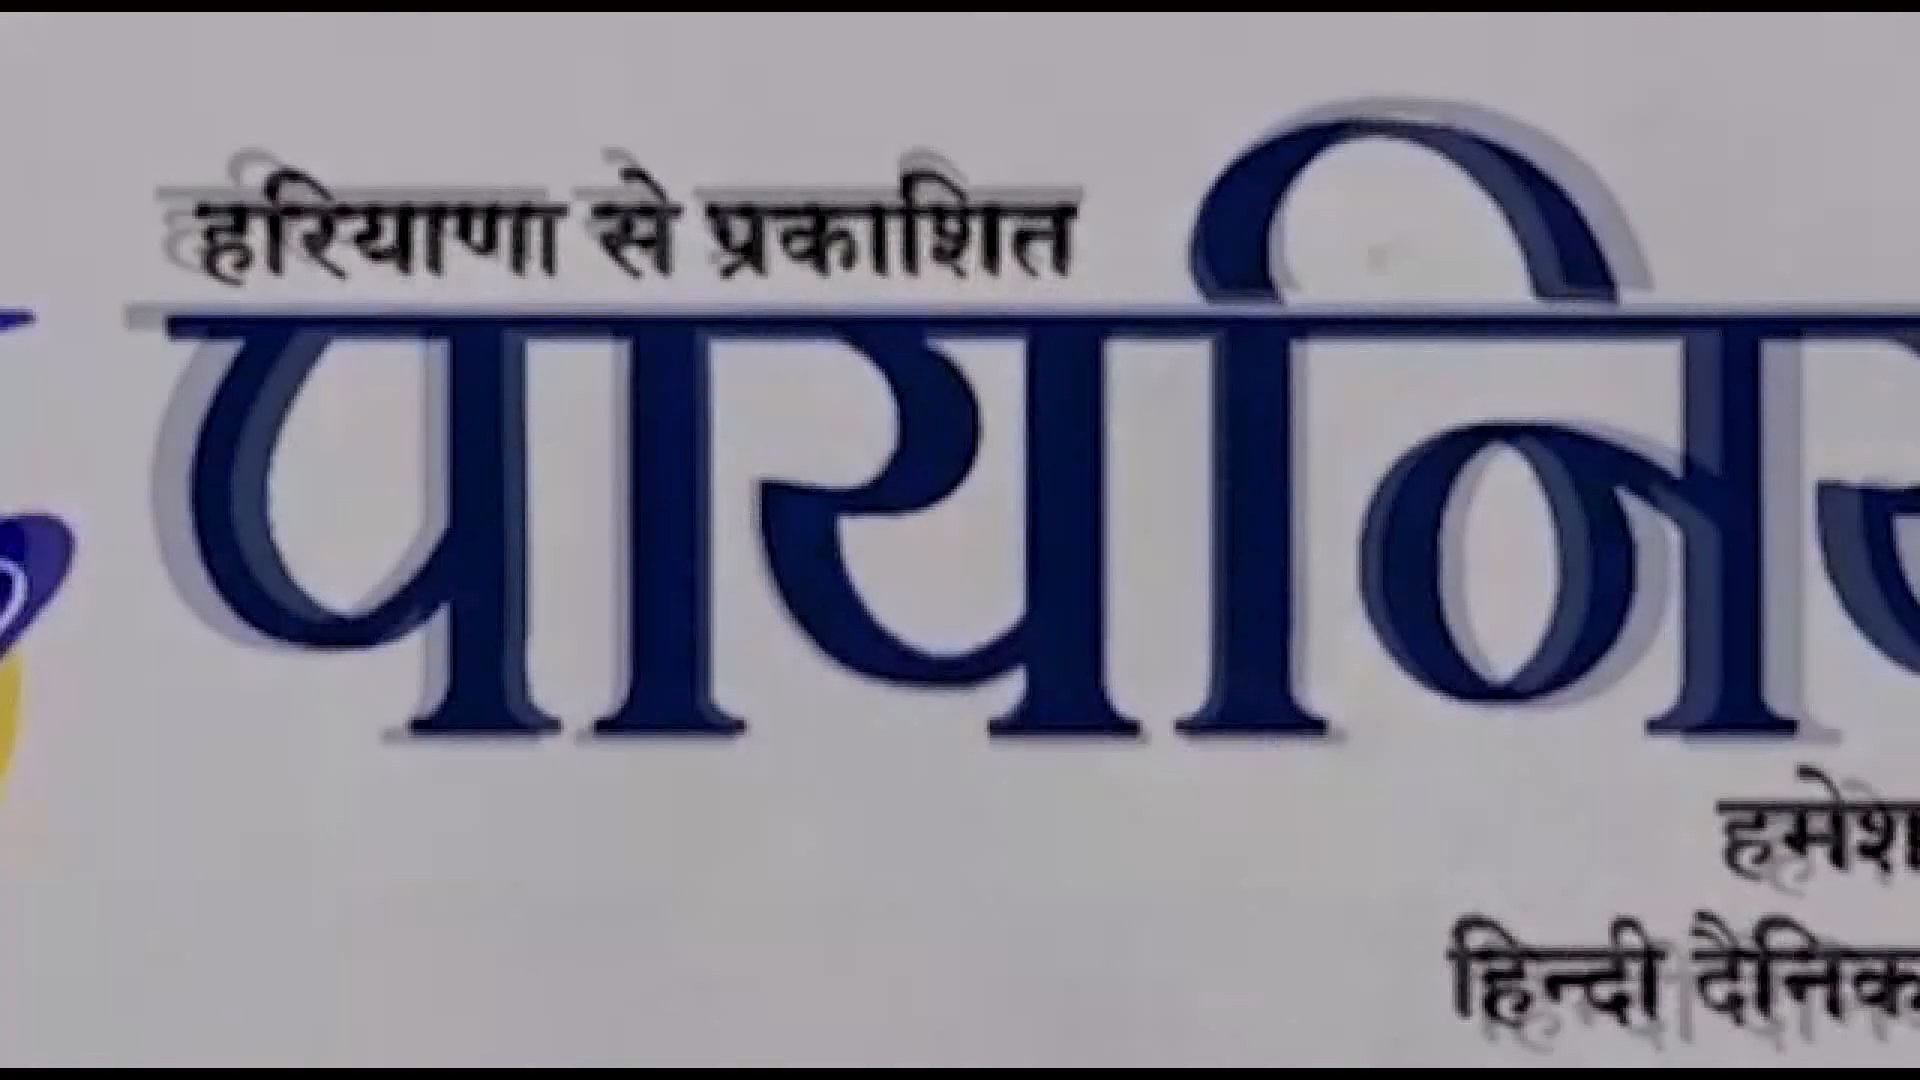 हरियाणा से प्रकाशित
पायनि
हमेश
हिन्दी दैनिक